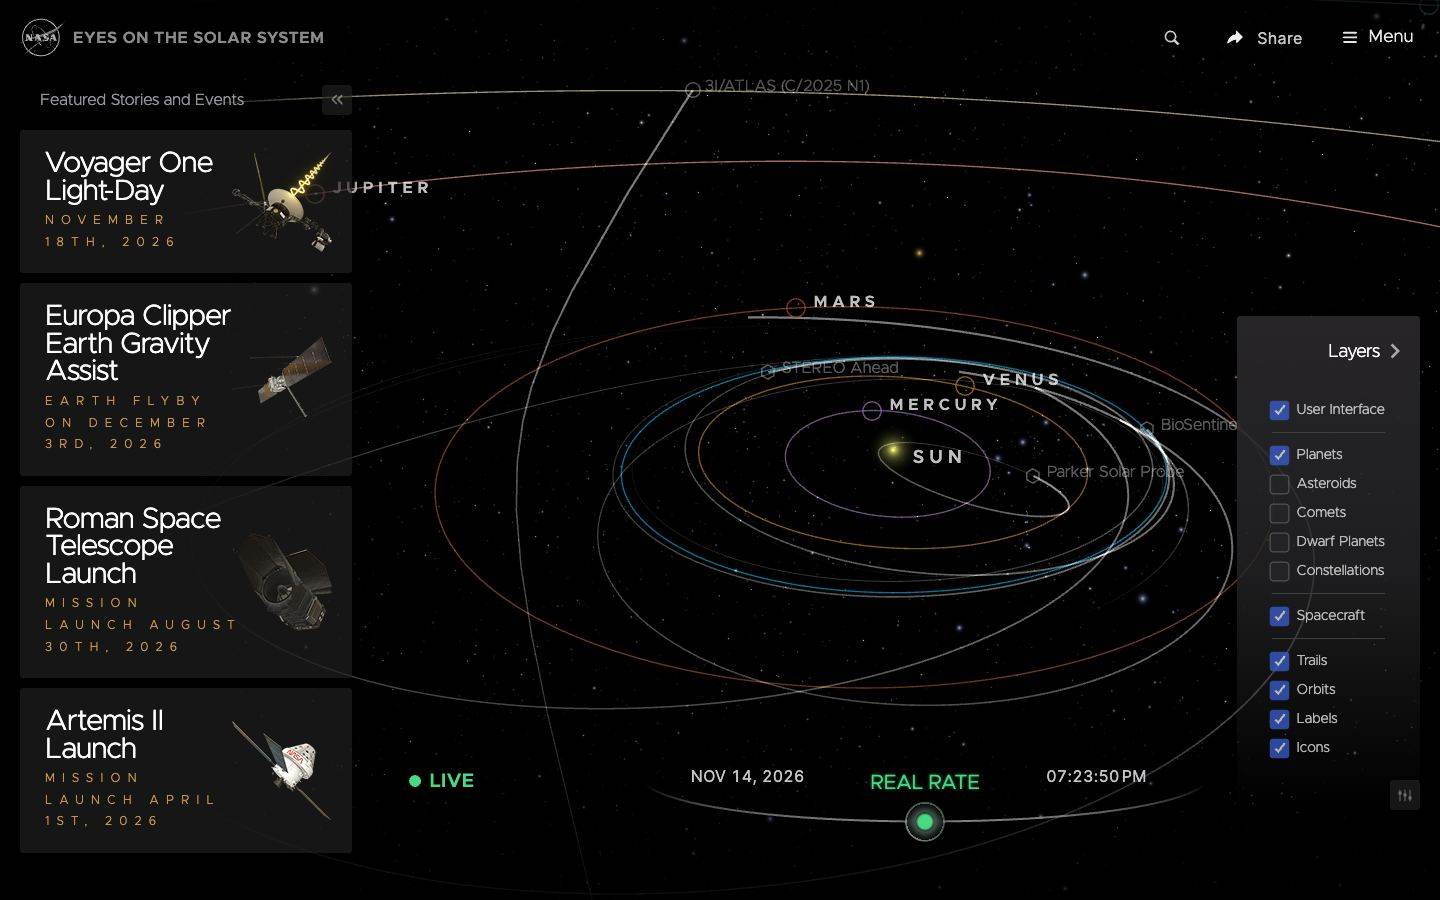 NASA
EYES ON THE SOLAR SYSTEM
Share
Menu
Featured Stories and Events
3I/ATLAS (C/2025 N1)
Voyager One
Light-Day
NOVEMBER
18TH, 2026
JUPITER
Europa Clipper
Earth Gravity
Assist
EARTH FLYBY
ON DECEMBER
3RD, 2026
Roman Space
Telescope
Launch
MISSION
LAUNCH AUGUST
30TH, 2026
Artemis II
Launch
MISSION
LAUNCH APRIL
1ST, 2026
MARS
STEREO Ahead
VENUS
MERCURY
SUN
Parker Solar Probe
BioSentine
Layers
User Interface
Planets
Asteroids
Comets
Dwarf Planets
Constellations
Spacecraft
Trails
Orbits
Labels
Icons
LIVE
NOV 14, 2026
REAL RATE
07:23:50 PM